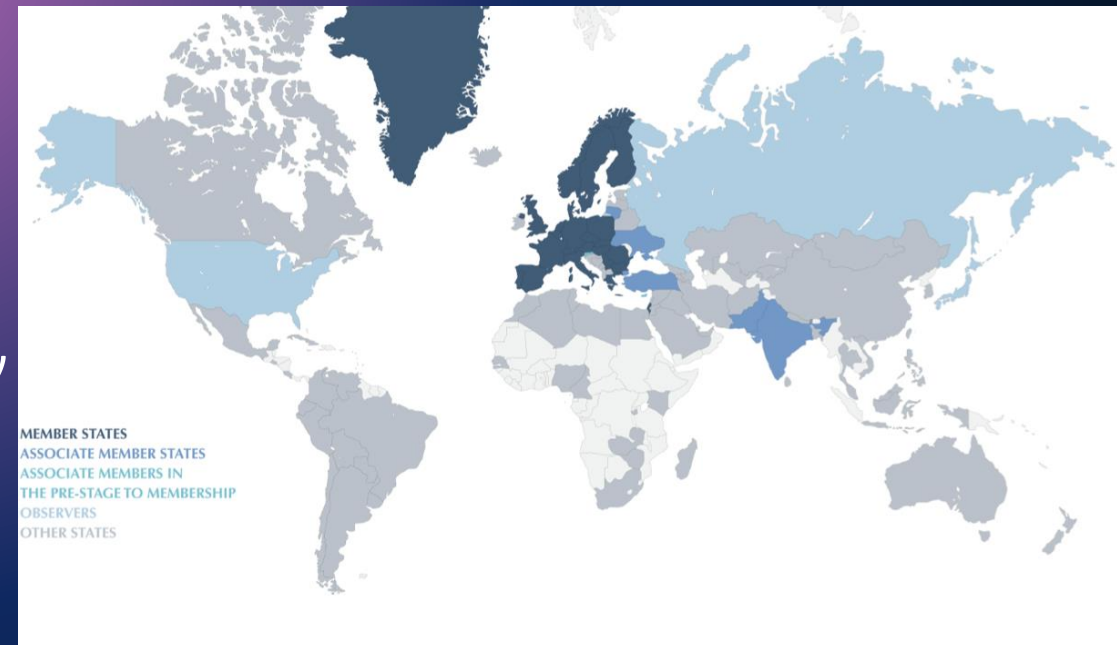 MEMBER STATES
ASSOCIATE MEMBER STATES
ASSOCIATE MEMBERS IN
THE PRE-STAGE TO MEMBERSHIP
OBSERVERS
OTHER STATES